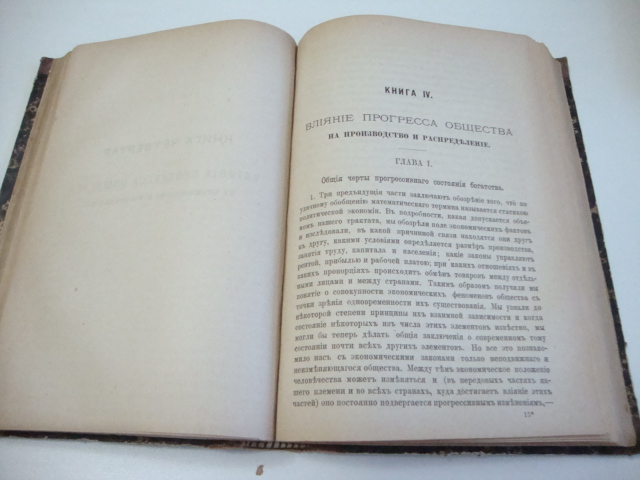 КНИГА IV.
ВЛІЯНІЕ ПРОГРЕССА ОБЩЕСТВА
НА ПРОИЗВОДСТВО И РАСПРЕДѢЛЕНІЕ.
ГЛАВА I.
Общія черты прогрессивнаго состоянія богатства.
1. Три предъидущія части заключаютъ обозрѣніе того, что по
удачному обобщенію математическаго термина называется статикою
политической экономіи. Въ подробности, какая допускается объе-
момъ нашего трактата, мы обозрѣли поле экономическихъ фактовъ
и изслѣдовали, въ какой причинной связи находятся они другъ
къ другу, какими условіями опредѣляется размѣръ производства,
занятія труду, капитала и населенія; какіе законы управляютъ
рентой, прибылью и рабочей платою; при какихъ отношеніяхъ и въ
какихъ пропорціяхъ происходитъ обмѣнъ товаровъ между отдѣль-
ными лицами и между странами. Такимъ образомъ получили мы
понятіе о совокупности экономическихъ феноменовъ общества съ
точки зрѣнія одновременности ихъ существованія. Мы узнали до
нѣкоторой степени принципы ихъ взаимной зависимости и когда
состояніе нѣкоторыхъ изъ числа этихъ элементовъ извѣстно, мы
могли бы теперь дѣлать общія заключенія о современномъ тому
состояніи почти всѣхъ другихъ элементовъ. Но все это познако-
мило насъ съ экономическими законами только неподвижнаго и
неизмѣняющагося общества. Между тѣмъ экономическое положеніе
человѣчества можетъ измѣняться и (въ передовыхъ частяхъ на-
шего племени и во всѣхъ странахъ, куда достигаетъ вліяніе этихъ
частей) оно постоянно подвергается прогрессивнымъ измѣненіямъ,—
15*